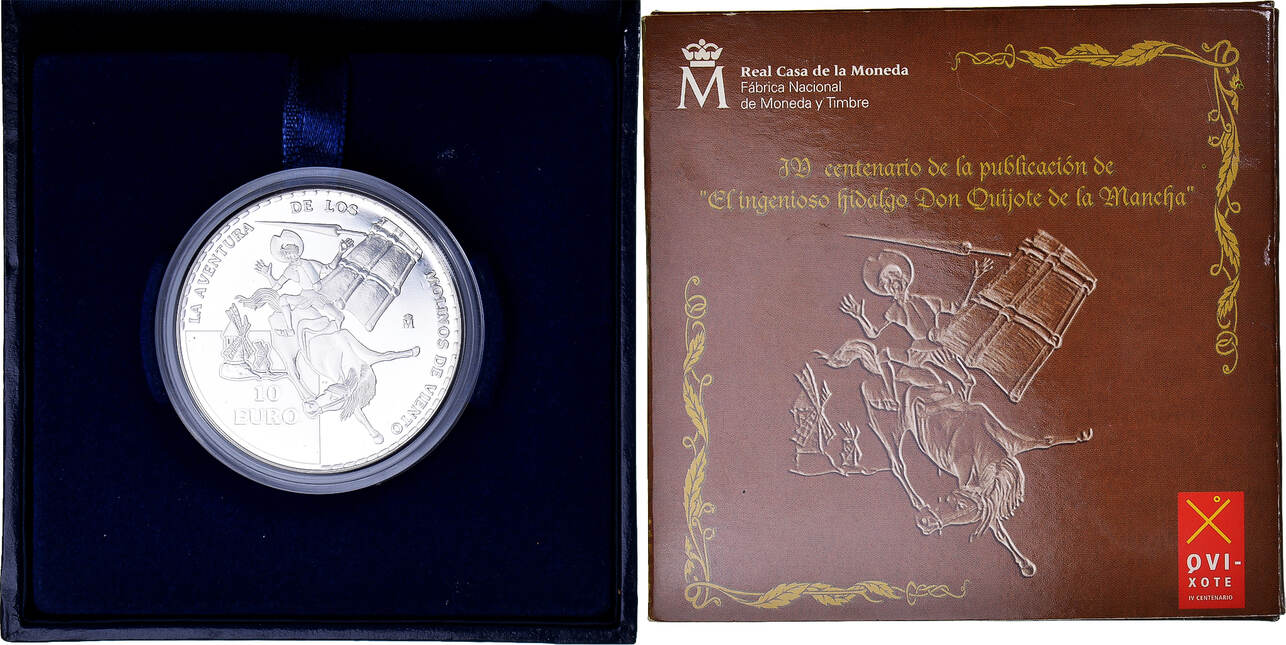 LA AVENTURA DE LOS MOLINOS DE VIENTO
M
10
EURO
M
Real Casa de la Moneda
Fábrica Nacional
de Moneda y Timbre
IV centenario de la publicación de
"El ingenioso hidalgo Don Quijote de la Mancha"
QVI-
XOTE
IV CENTENARIO